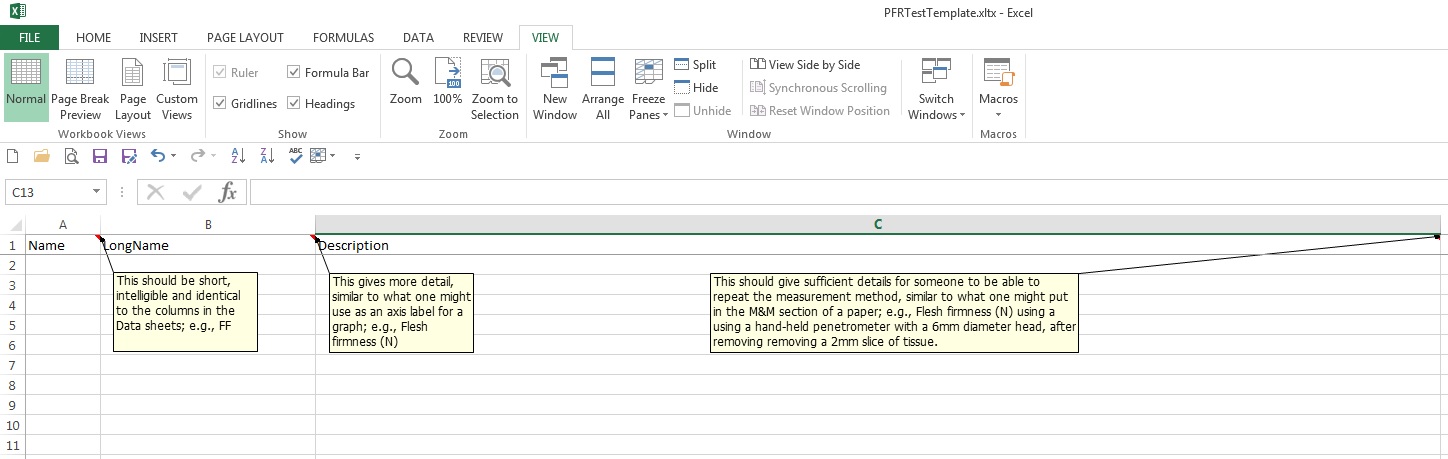 PFRTestTemplate.xltx - Excel
FILE HOME INSERT PAGE LAYOUT FORMULAS DATA REVIEW VIEW
Normal
Page Break Preview
Page Layout
Custom Views
Workbook Views
Ruler
Formula Bar
Gridlines
Headings
Show
Zoom
100%
100
Zoom to Selection
Zoom
New Window
Arrange All
Freeze Panes
Split
Hide
Unhide
View Side by Side
Synchronous Scrolling
Reset Window Position
Switch Windows
Window
Macros
Macros
A Z
Z A
ABC
C13
fx
A B C
1 Name LongName Description
2
3
4
5
6
7
8
9
10
11
This should be short,
intelligible and identical
to the columns in the
Data sheets; e.g., FF
This gives more detail,
similar to what one might
use as an axis label for a
graph; e.g., Flesh
firmness (N)
This should give sufficient details for someone to be able to
repeat the measurement method, similar to what one might put
in the M&M section of a paper; e.g., Flesh firmness (N) using a
using a hand-held penetrometer with a 6mm diameter head, after
removing removing a 2mm slice of tissue.